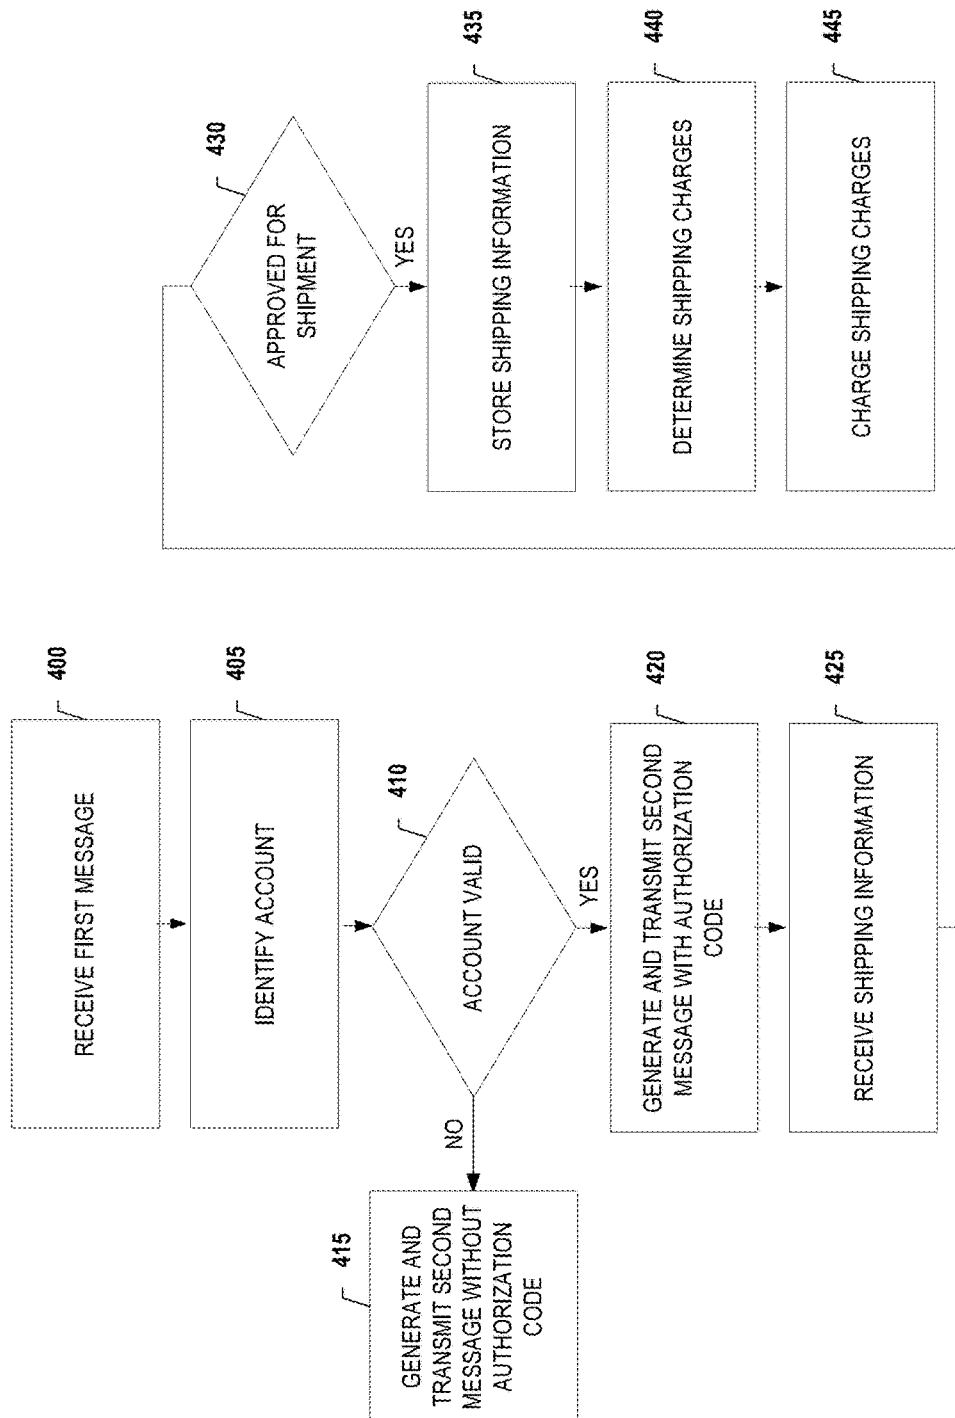 400
RECEIVE FIRST MESSAGE
405
IDENTIFY ACCOUNT
410
ACCOUNT VALID
NO
YES
415
GENERATE AND
TRANSMIT SECOND
MESSAGE WITHOUT
AUTHORIZATION
CODE
420
GENERATE AND TRANSMIT SECOND
MESSAGE WITH AUTHORIZATION
CODE
425
RECEIVE SHIPPING INFORMATION
430
APPROVED FOR
SHIPMENT
YES
435
STORE SHIPPING INFORMATION
440
DETERMINE SHIPPING CHARGES
445
CHARGE SHIPPING CHARGES